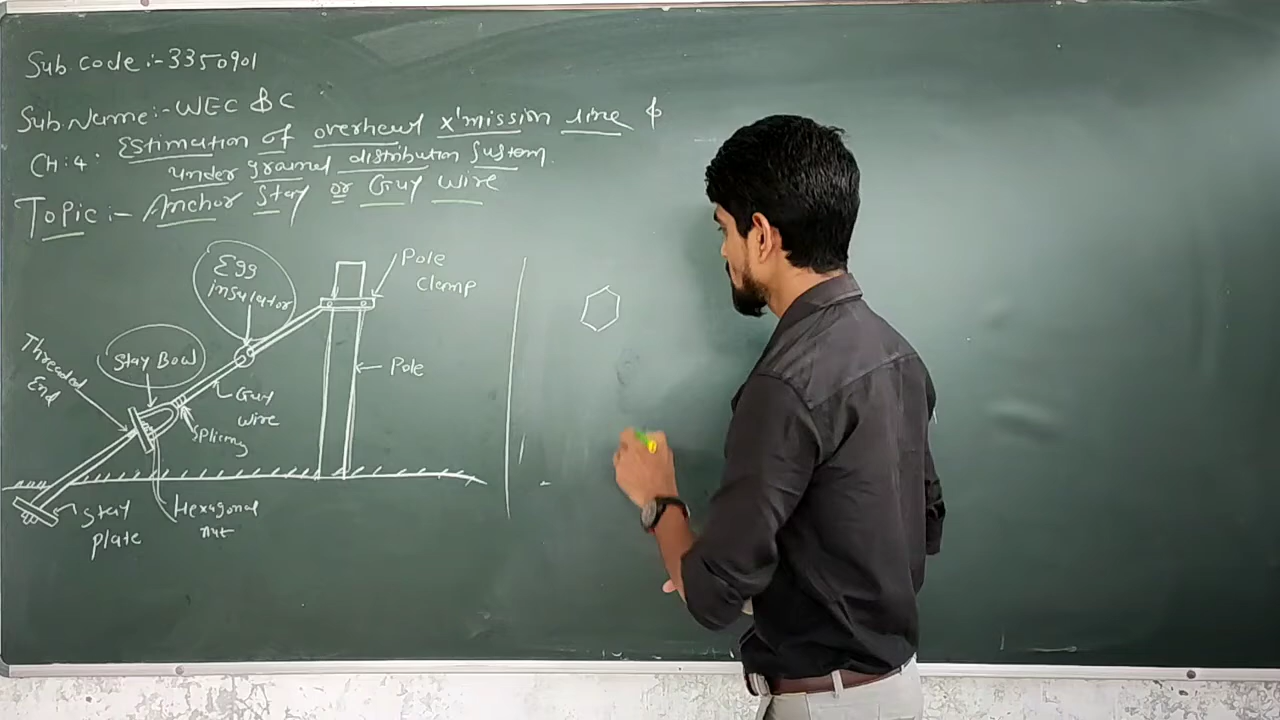 Sub code :- 3350901
Sub Name :- WEC & C
CH: 4: Estimation of overhead x'mission line &
under ground distribution system.
Topic :- Anchor Stay or Guy wire
Egg
insulator
Pole
clamp
Threaded
End
Stay Bow
Pole
Guy
wire
Splicing
Stay
plate
Hexagonal
nut